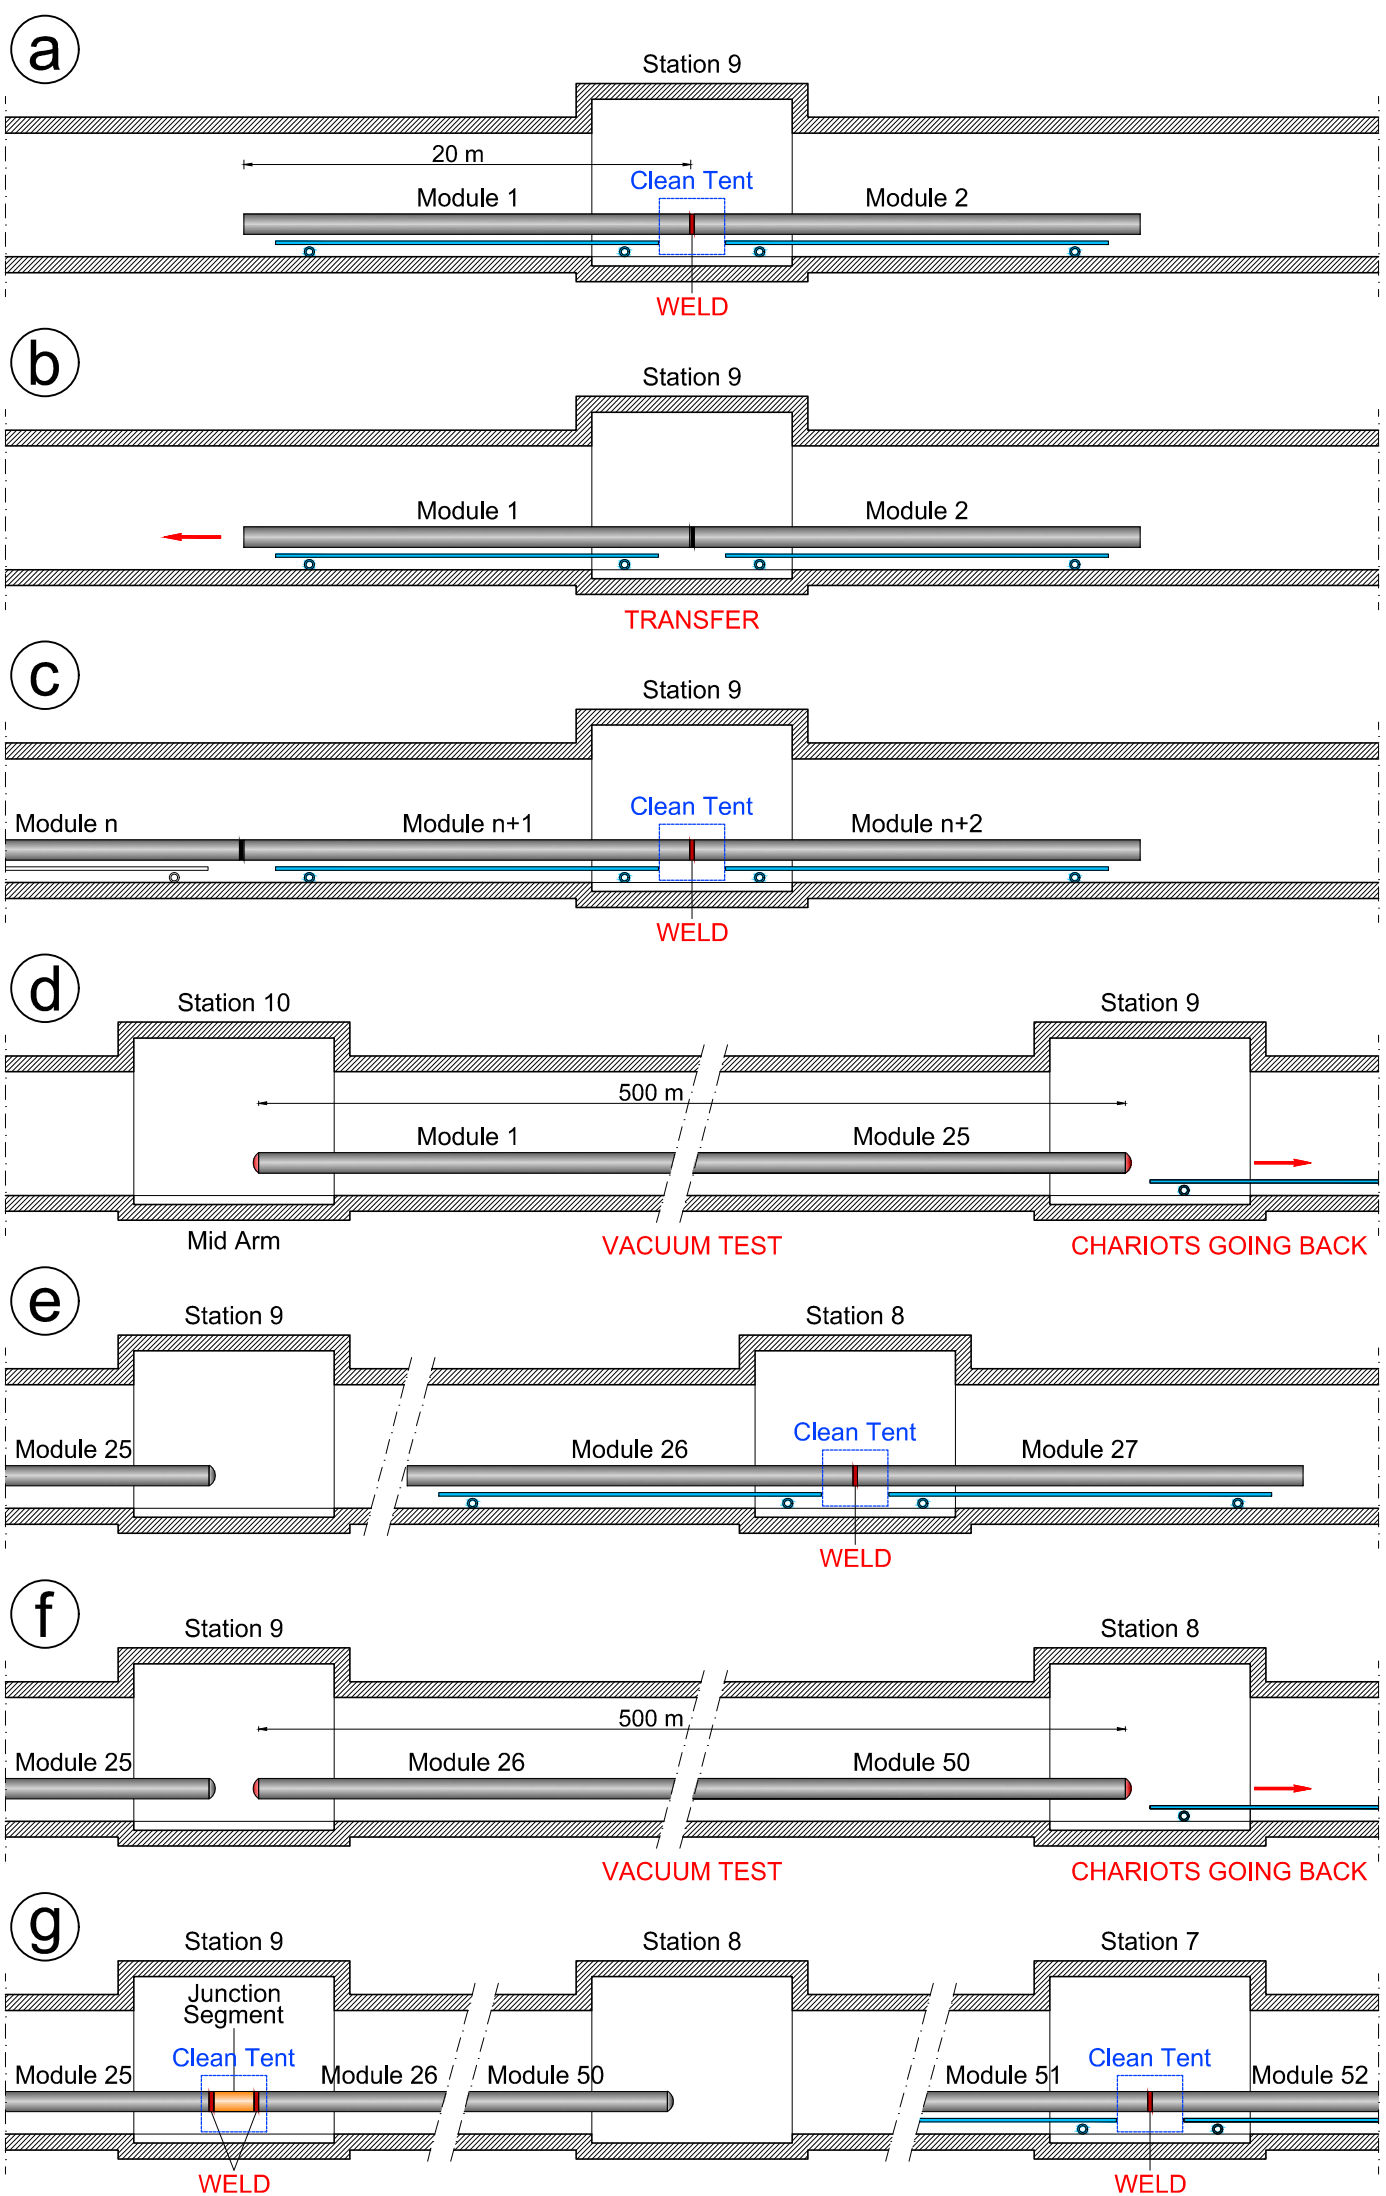 a
Station 9
20 m
Clean Tent
Module 1
Module 2
WELD
b
Station 9
Module 1
Module 2
TRANSFER
c
Station 9
Clean Tent
Module n
Module n+1
Module n+2
WELD
d
Station 10
Station 9
500 m
Module 1
Module 25
Mid Arm
VACUUM TEST
CHARIOTS GOING BACK
e
Station 9
Station 8
Clean Tent
Module 25
Module 26
Module 27
WELD
f
Station 9
Station 8
500 m
Module 25
Module 26
Module 50
VACUUM TEST
CHARIOTS GOING BACK
g
Station 9
Station 8
Station 7
Junction
Segment
Clean Tent
Clean Tent
Module 25
Module 26
Module 50
Module 51
Module 52
WELD
WELD